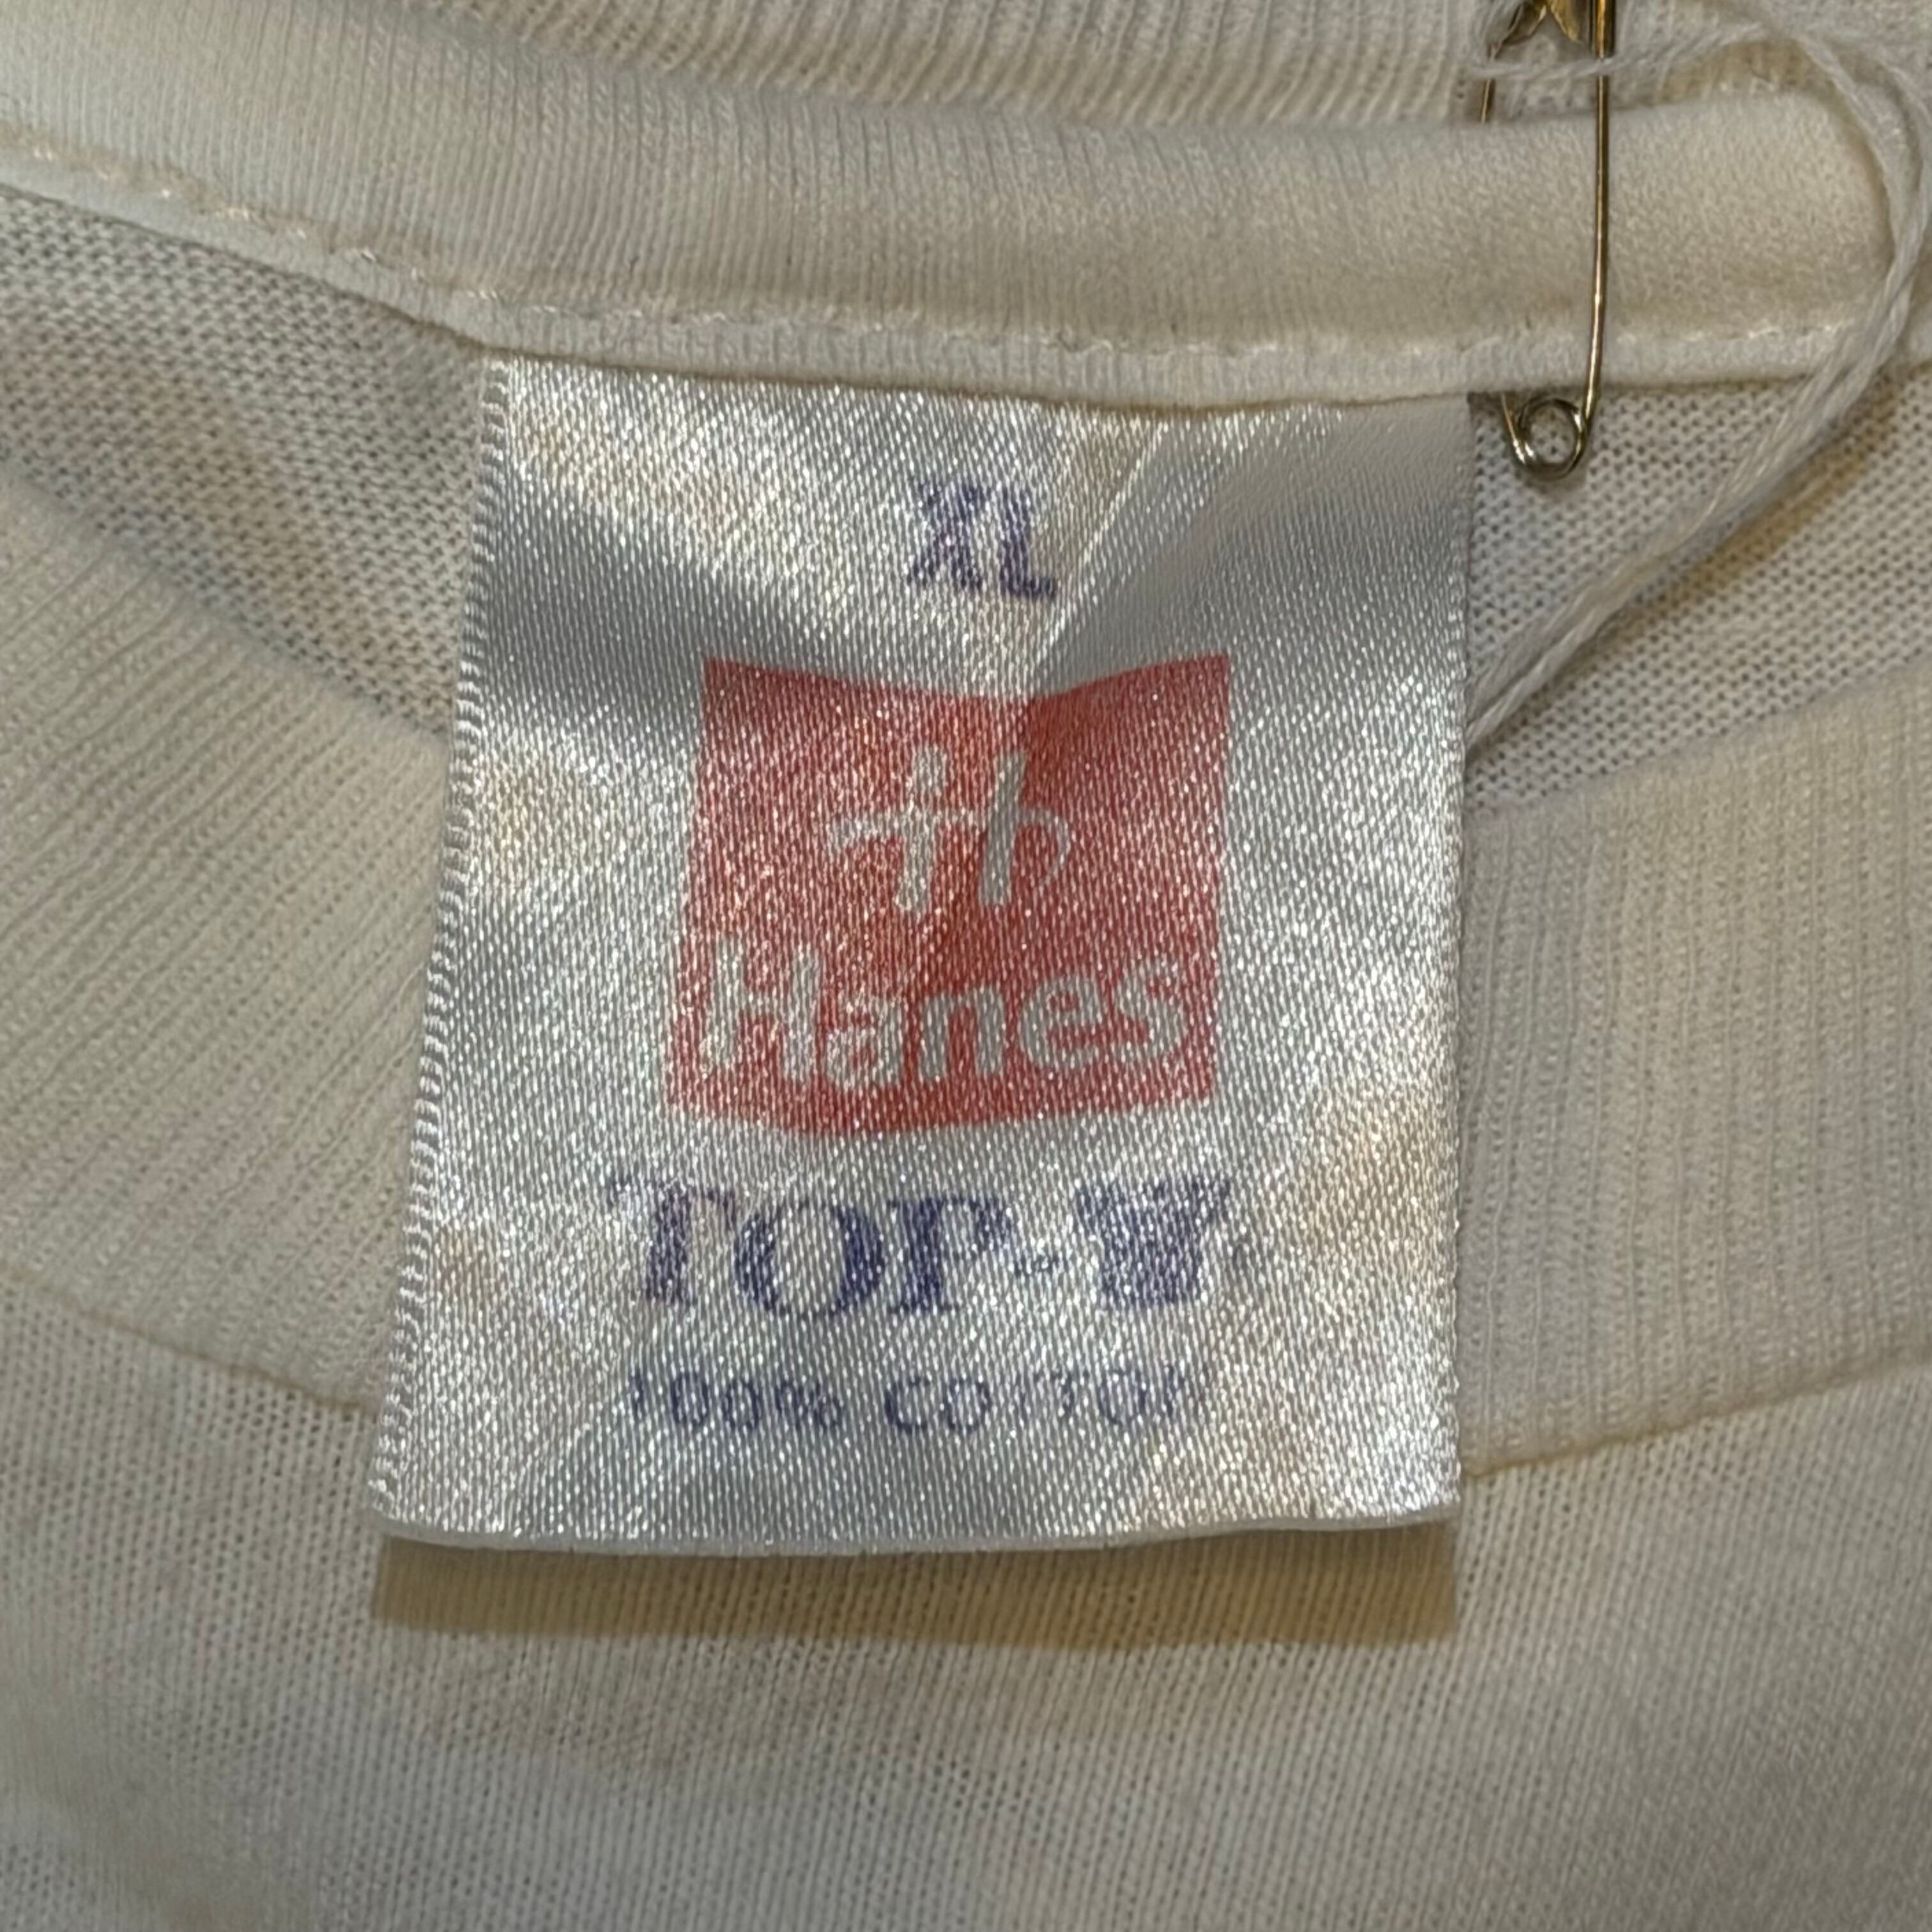 XL
Hanes
TOP-W
100% COTTON